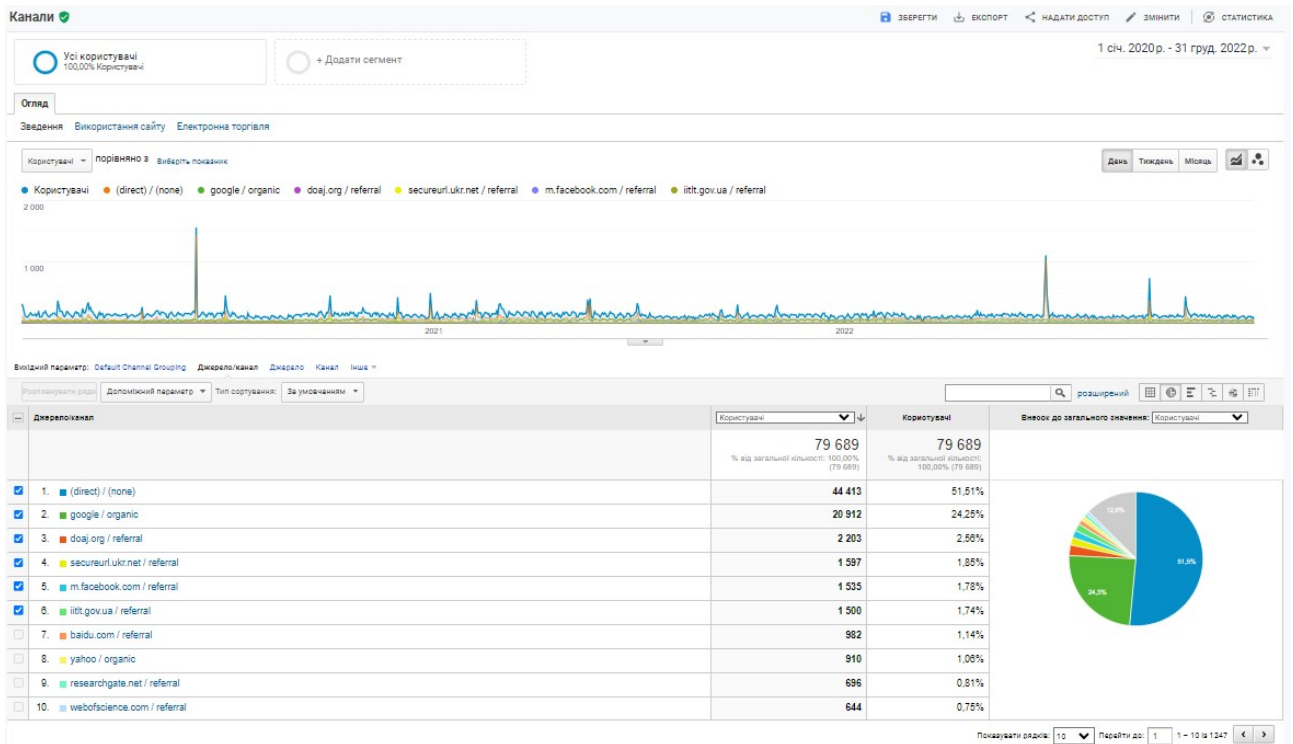 Канали
ЗБЕРЕГТИ ЕКСПОРТ НАДАТИ ДОСТУП ЗМІНИТИ СТАТИСТИКА
Усі користувачі
100,00% Користувачі
+ Додати сегмент
1 січ. 2020 р. - 31 груд. 2022 р.
Огляд
Зведення Використання сайту Електронна торгівля
Користувачі порівняно з Виберіть показник
День Тиждень Місяць
Користувачі (direct) / (none) google / organic doaj.org / referral secureurl.ukr.net / referral m.facebook.com / referral iitlt.gov.ua / referral
2 000
1 000
2021 2022
Вихідний параметр: Default Channel Grouping Джерело/канал Джерело Канал Інше
Розпланувати ряди Допоміжний параметр Тип сортування: За умовчанням
розширений
Джерело/канал Користувачі Користувачі Внесок до загального значення: Користувачі
79 689 79 689
% від загальної кількості: 100,00% (79 689) % від загальної кількості: 100,00% (79 689)
1. (direct) / (none) 44 413 51,51%
2. google / organic 20 912 24,25%
3. doaj.org / referral 2 203 2,56%
4. secureurl.ukr.net / referral 1 597 1,85%
5. m.facebook.com / referral 1 535 1,78%
6. iitlt.gov.ua / referral 1 500 1,74%
7. baidu.com / referral 982 1,14%
8. yahoo / organic 910 1,06%
9. researchgate.net / referral 696 0,81%
10. webofscience.com / referral 644 0,75%
12,6%
51,5%
24,3%
Показувати рядків: 10 Перейти до: 1 1 – 10 із 1247